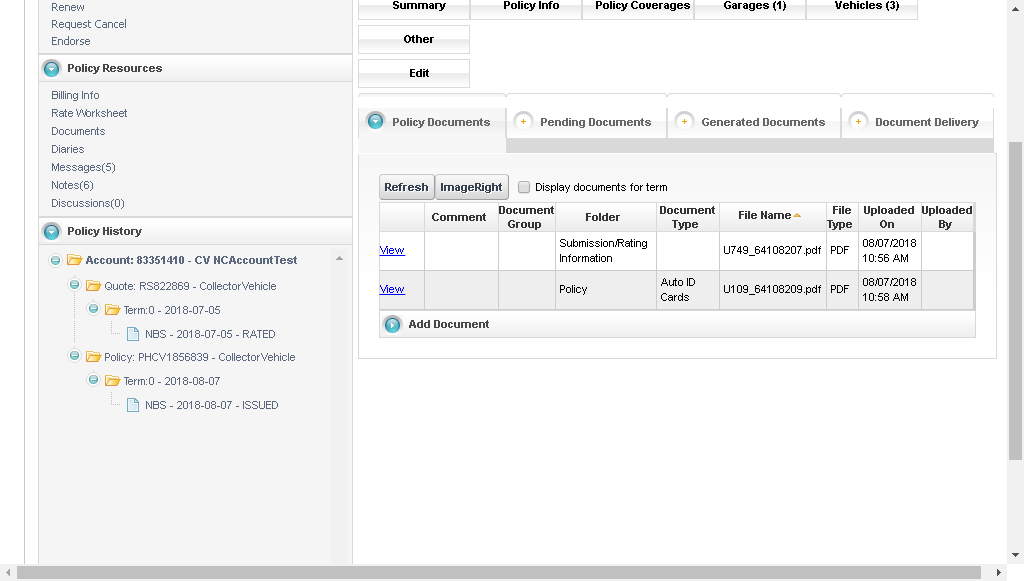 Renew
Request Cancel
Endorse
Policy Resources
Billing Info
Rate Worksheet
Documents
Diaries
Messages(5)
Notes(6)
Discussions(0)
Policy History
Account: 83351410 - CV NCAccountTest
Quote: RS822869 - CollectorVehicle
Term:0 - 2018-07-05
NBS - 2018-07-05 - RATED
Policy: PHCV1856839 - CollectorVehicle
Term:0 - 2018-08-07
NBS - 2018-08-07 - ISSUED
Summary Policy Info Policy Coverages Garages (1) Vehicles (3)
Other
Edit
Policy Documents Pending Documents Generated Documents Document Delivery
Refresh ImageRight Display documents for term
Comment Document Group Folder Document Type File Name File Type Uploaded On Uploaded By
View Submission/Rating Information U749_64108207.pdf PDF 08/07/2018 10:56 AM
View Policy Auto ID Cards U109_64108209.pdf PDF 08/07/2018 10:58 AM
Add Document